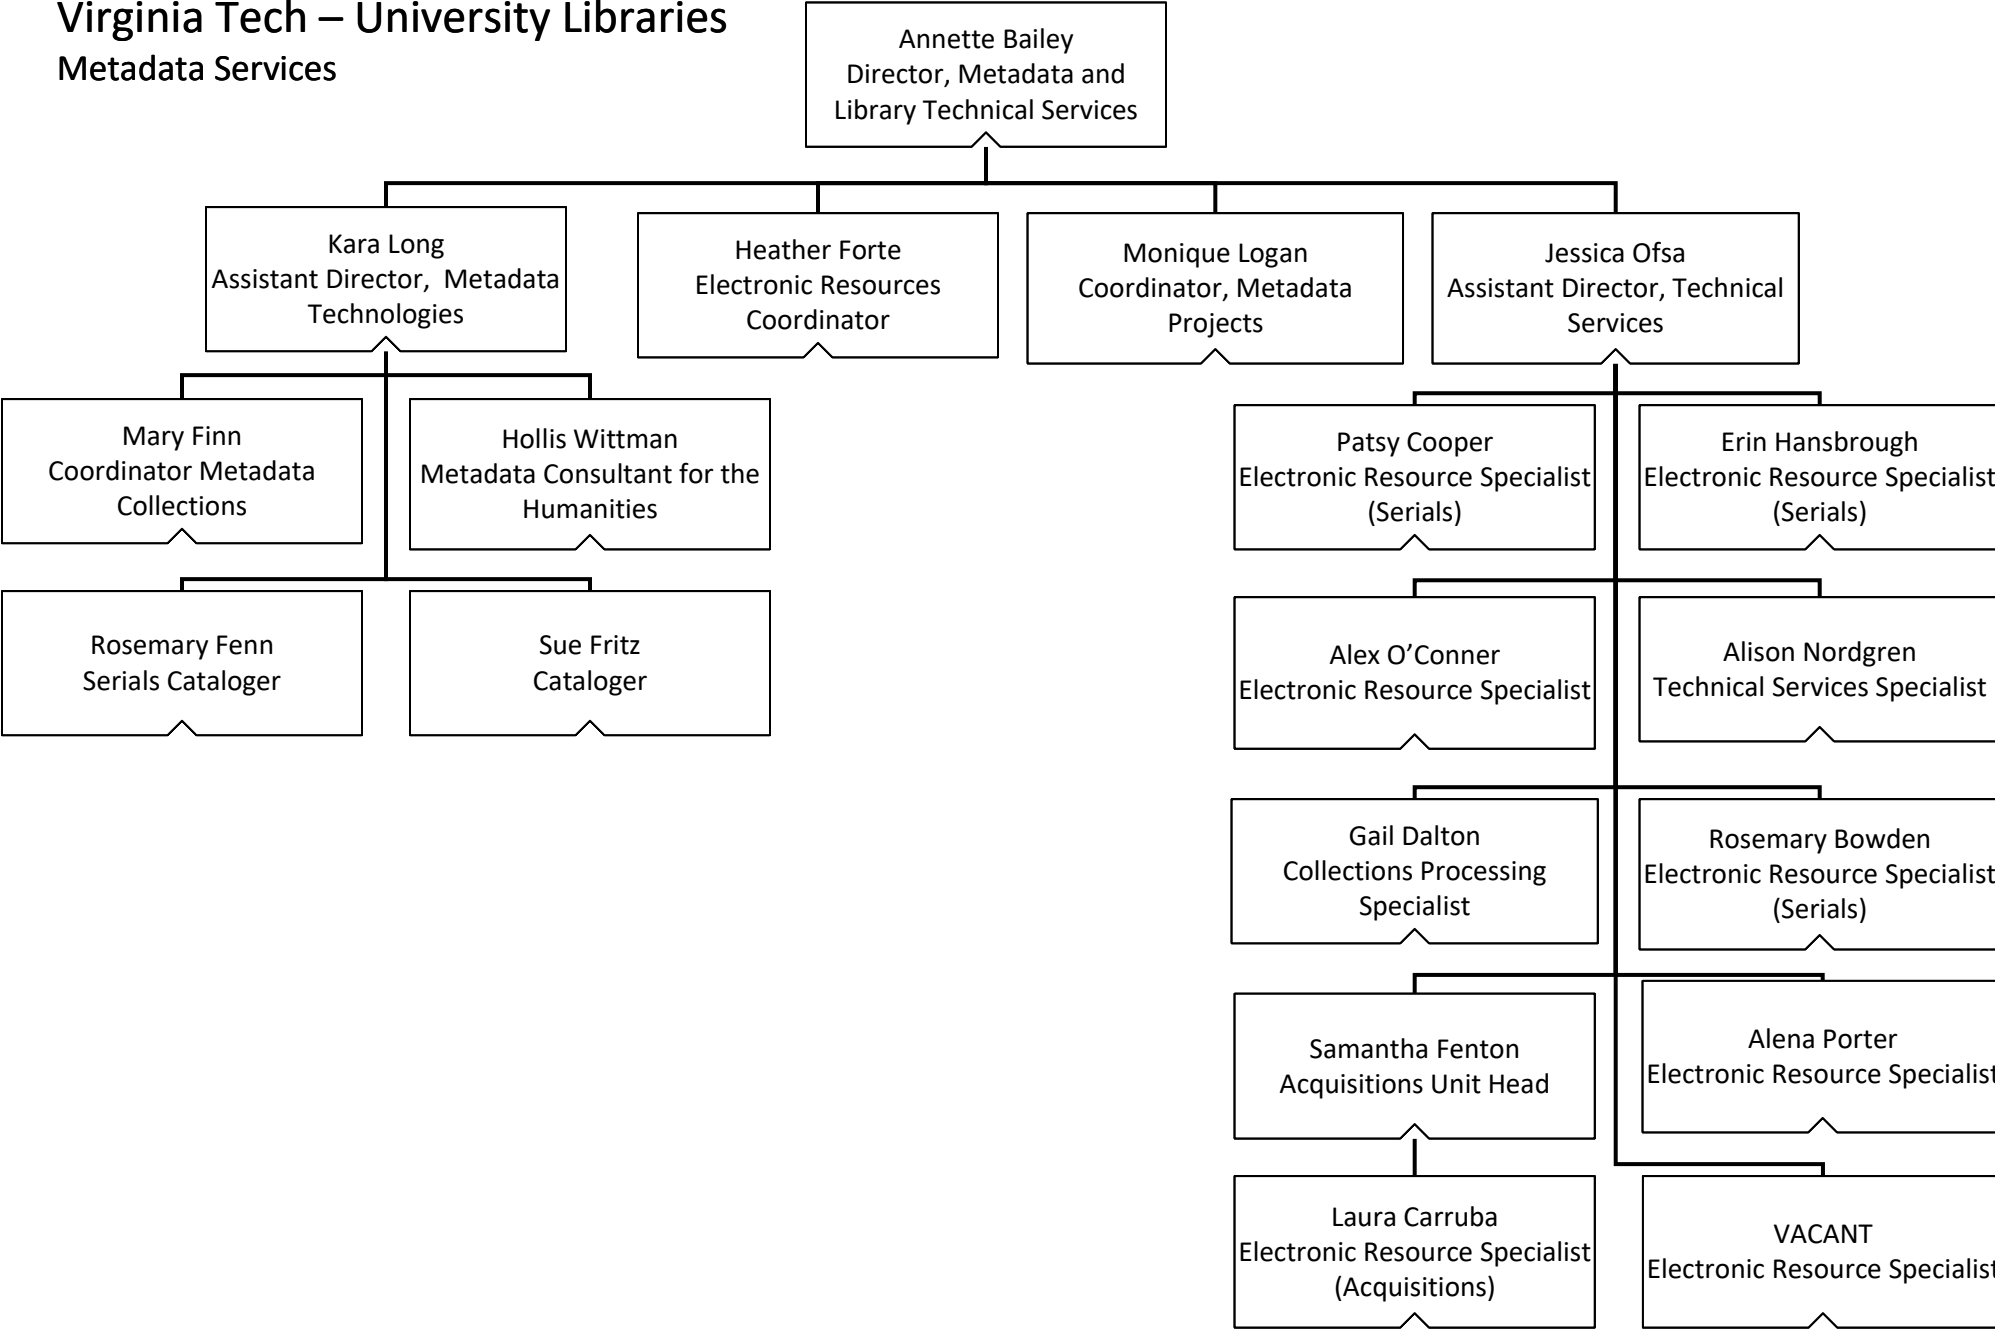 Virginia Tech – University Libraries
Metadata Services
Annette Bailey
Director, Metadata and
Library Technical Services
Kara Long
Assistant Director,  Metadata
Technologies
Heather Forte
Electronic Resources
Coordinator
Monique Logan
Coordinator, Metadata
Projects
Jessica Ofsa
Assistant Director, Technical
Services
Mary Finn
Coordinator Metadata
Collections
Hollis Wittman
Metadata Consultant for the
Humanities
Patsy Cooper
Electronic Resource Specialist
(Serials)
Erin Hansbrough
Electronic Resource Specialist
(Serials)
Rosemary Fenn
Serials Cataloger
Sue Fritz
Cataloger
Alex O’Conner
Electronic Resource Specialist
Alison Nordgren
Technical Services Specialist
Gail Dalton
Collections Processing
Specialist
Rosemary Bowden
Electronic Resource Specialist
(Serials)
Samantha Fenton
Acquisitions Unit Head
Alena Porter
Electronic Resource Specialist
Laura Carruba
Electronic Resource Specialist
(Acquisitions)
VACANT
Electronic Resource Specialist